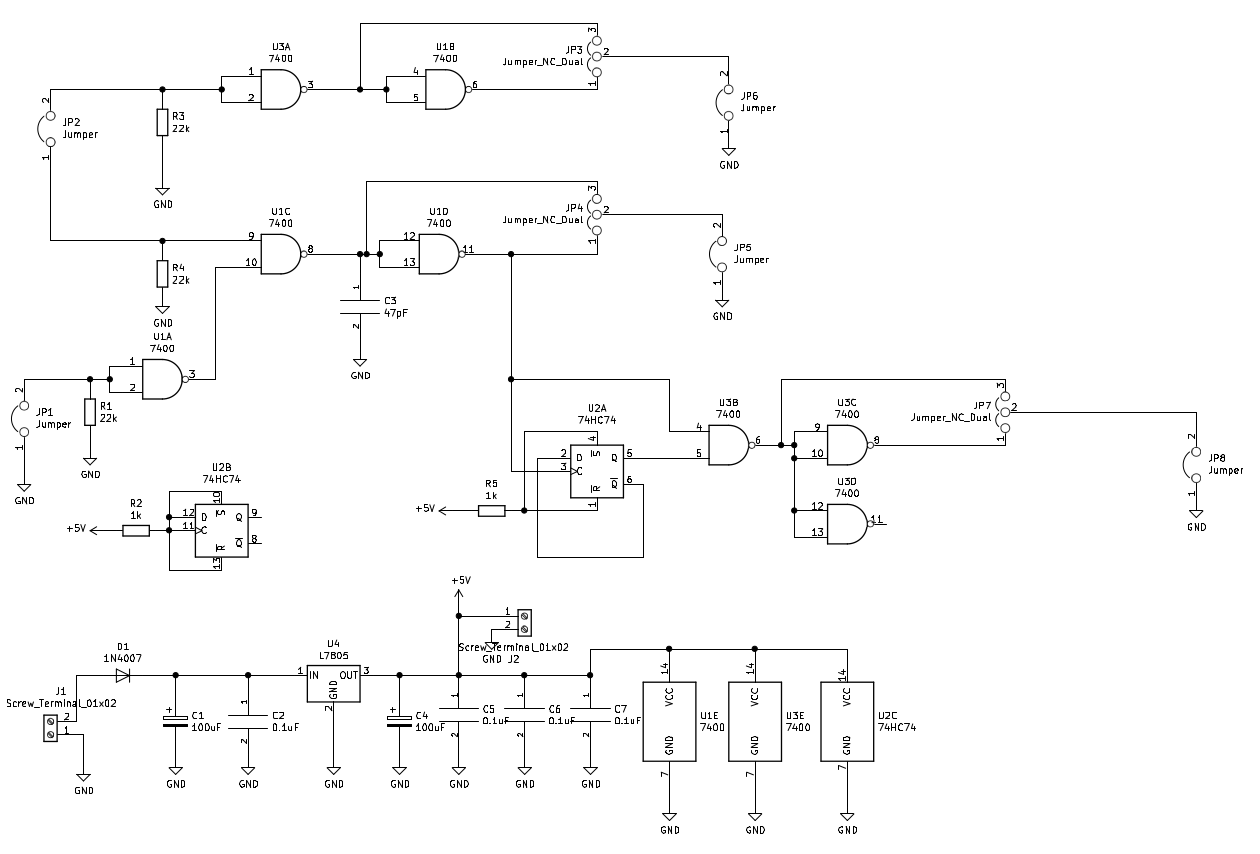 U3A
7400
1
2
3
U1B
7400
4
5
6
3
JP3
2
Jumper_NC_Dual
1
2
JP6
Jumper
1
GND
2
JP2
Jumper
1
R3
22k
GND
U1C
7400
9
10
8
U1D
7400
12
13
11
3
JP4
2
Jumper_NC_Dual
1
2
JP5
Jumper
1
GND
R4
22k
GND
1
C3
47pF
2
GND
U1A
7400
1
2
3
2
JP1
Jumper
1
GND
R1
22k
GND
U2B
74HC74
R2
1k
+5V
10
12
11
D
C
S
R
Q
Q
9
8
13
U2A
74HC74
4
2
3
D
C
S
R
Q
Q
5
6
1
R5
1k
+5V
U3B
7400
4
5
6
U3C
7400
9
10
8
U3D
7400
12
13
11
3
JP7
2
Jumper_NC_Dual
1
2
JP8
Jumper
1
GND
+5V
1
2
Screw_Terminal_01x02
GND
J2
D1
1N4007
J1
Screw_Terminal_01x02
2
1
GND
+
C1
100uF
GND
1
C2
0.1uF
2
GND
U4
L7805
1
IN
OUT
3
GND
2
GND
+
C4
100uF
GND
1
C5
0.1uF
2
GND
1
C6
0.1uF
2
GND
1
C7
0.1uF
2
GND
14
VCC
U1E
7400
GND
7
GND
14
VCC
U3E
7400
GND
7
GND
14
VCC
U2C
74HC74
GND
7
GND